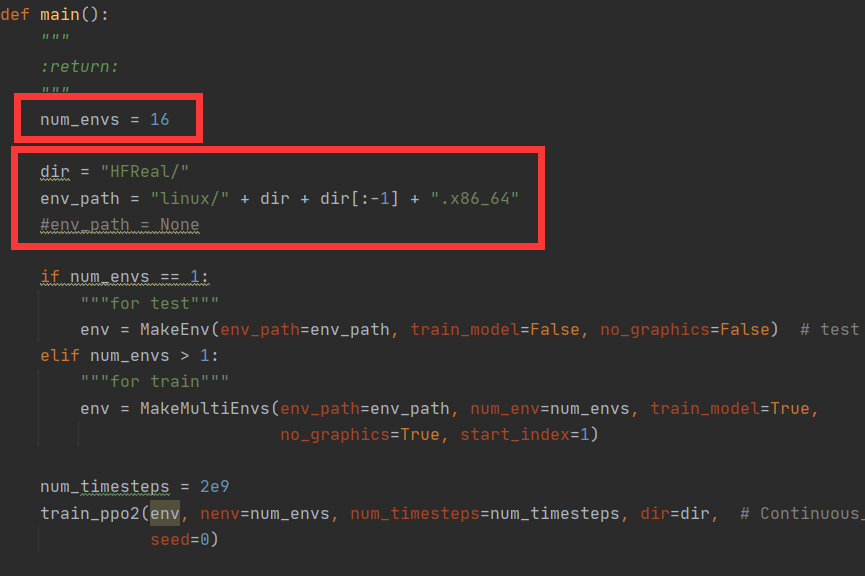 def main():
"""
:return:
"""
num_envs = 16
dir = "HFReal/"
env_path = "linux/" + dir + dir[:-1] + ".x86_64"
#env_path = None
if num_envs == 1:
"""for test"""
env = MakeEnv(env_path=env_path, train_model=False, no_graphics=False)  # test
elif num_envs > 1:
"""for train"""
env = MakeMultiEnvs(env_path=env_path, num_env=num_envs, train_model=True,
no_graphics=True, start_index=1)
num_timesteps = 2e9
train_ppo2(env, nenv=num_envs, num_timesteps=num_timesteps, dir=dir,  # Continuous_
seed=0)